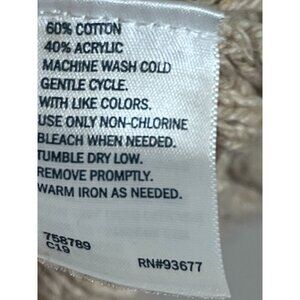 60% COTTON
40% ACRYLIC
MACHINE WASH COLD
GENTLE CYCLE.
WITH LIKE COLORS.
USE ONLY NON-CHLORINE
BLEACH WHEN NEEDED.
TUMBLE DRY LOW.
REMOVE PROMPTLY.
WARM IRON AS NEEDED.
758789
C19
RN#93677